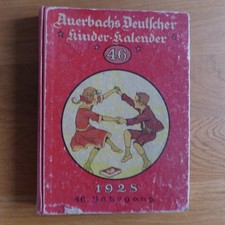 Auerbach's Deutscher
Kinder-Kalender
46
1928
46. Jahrgang